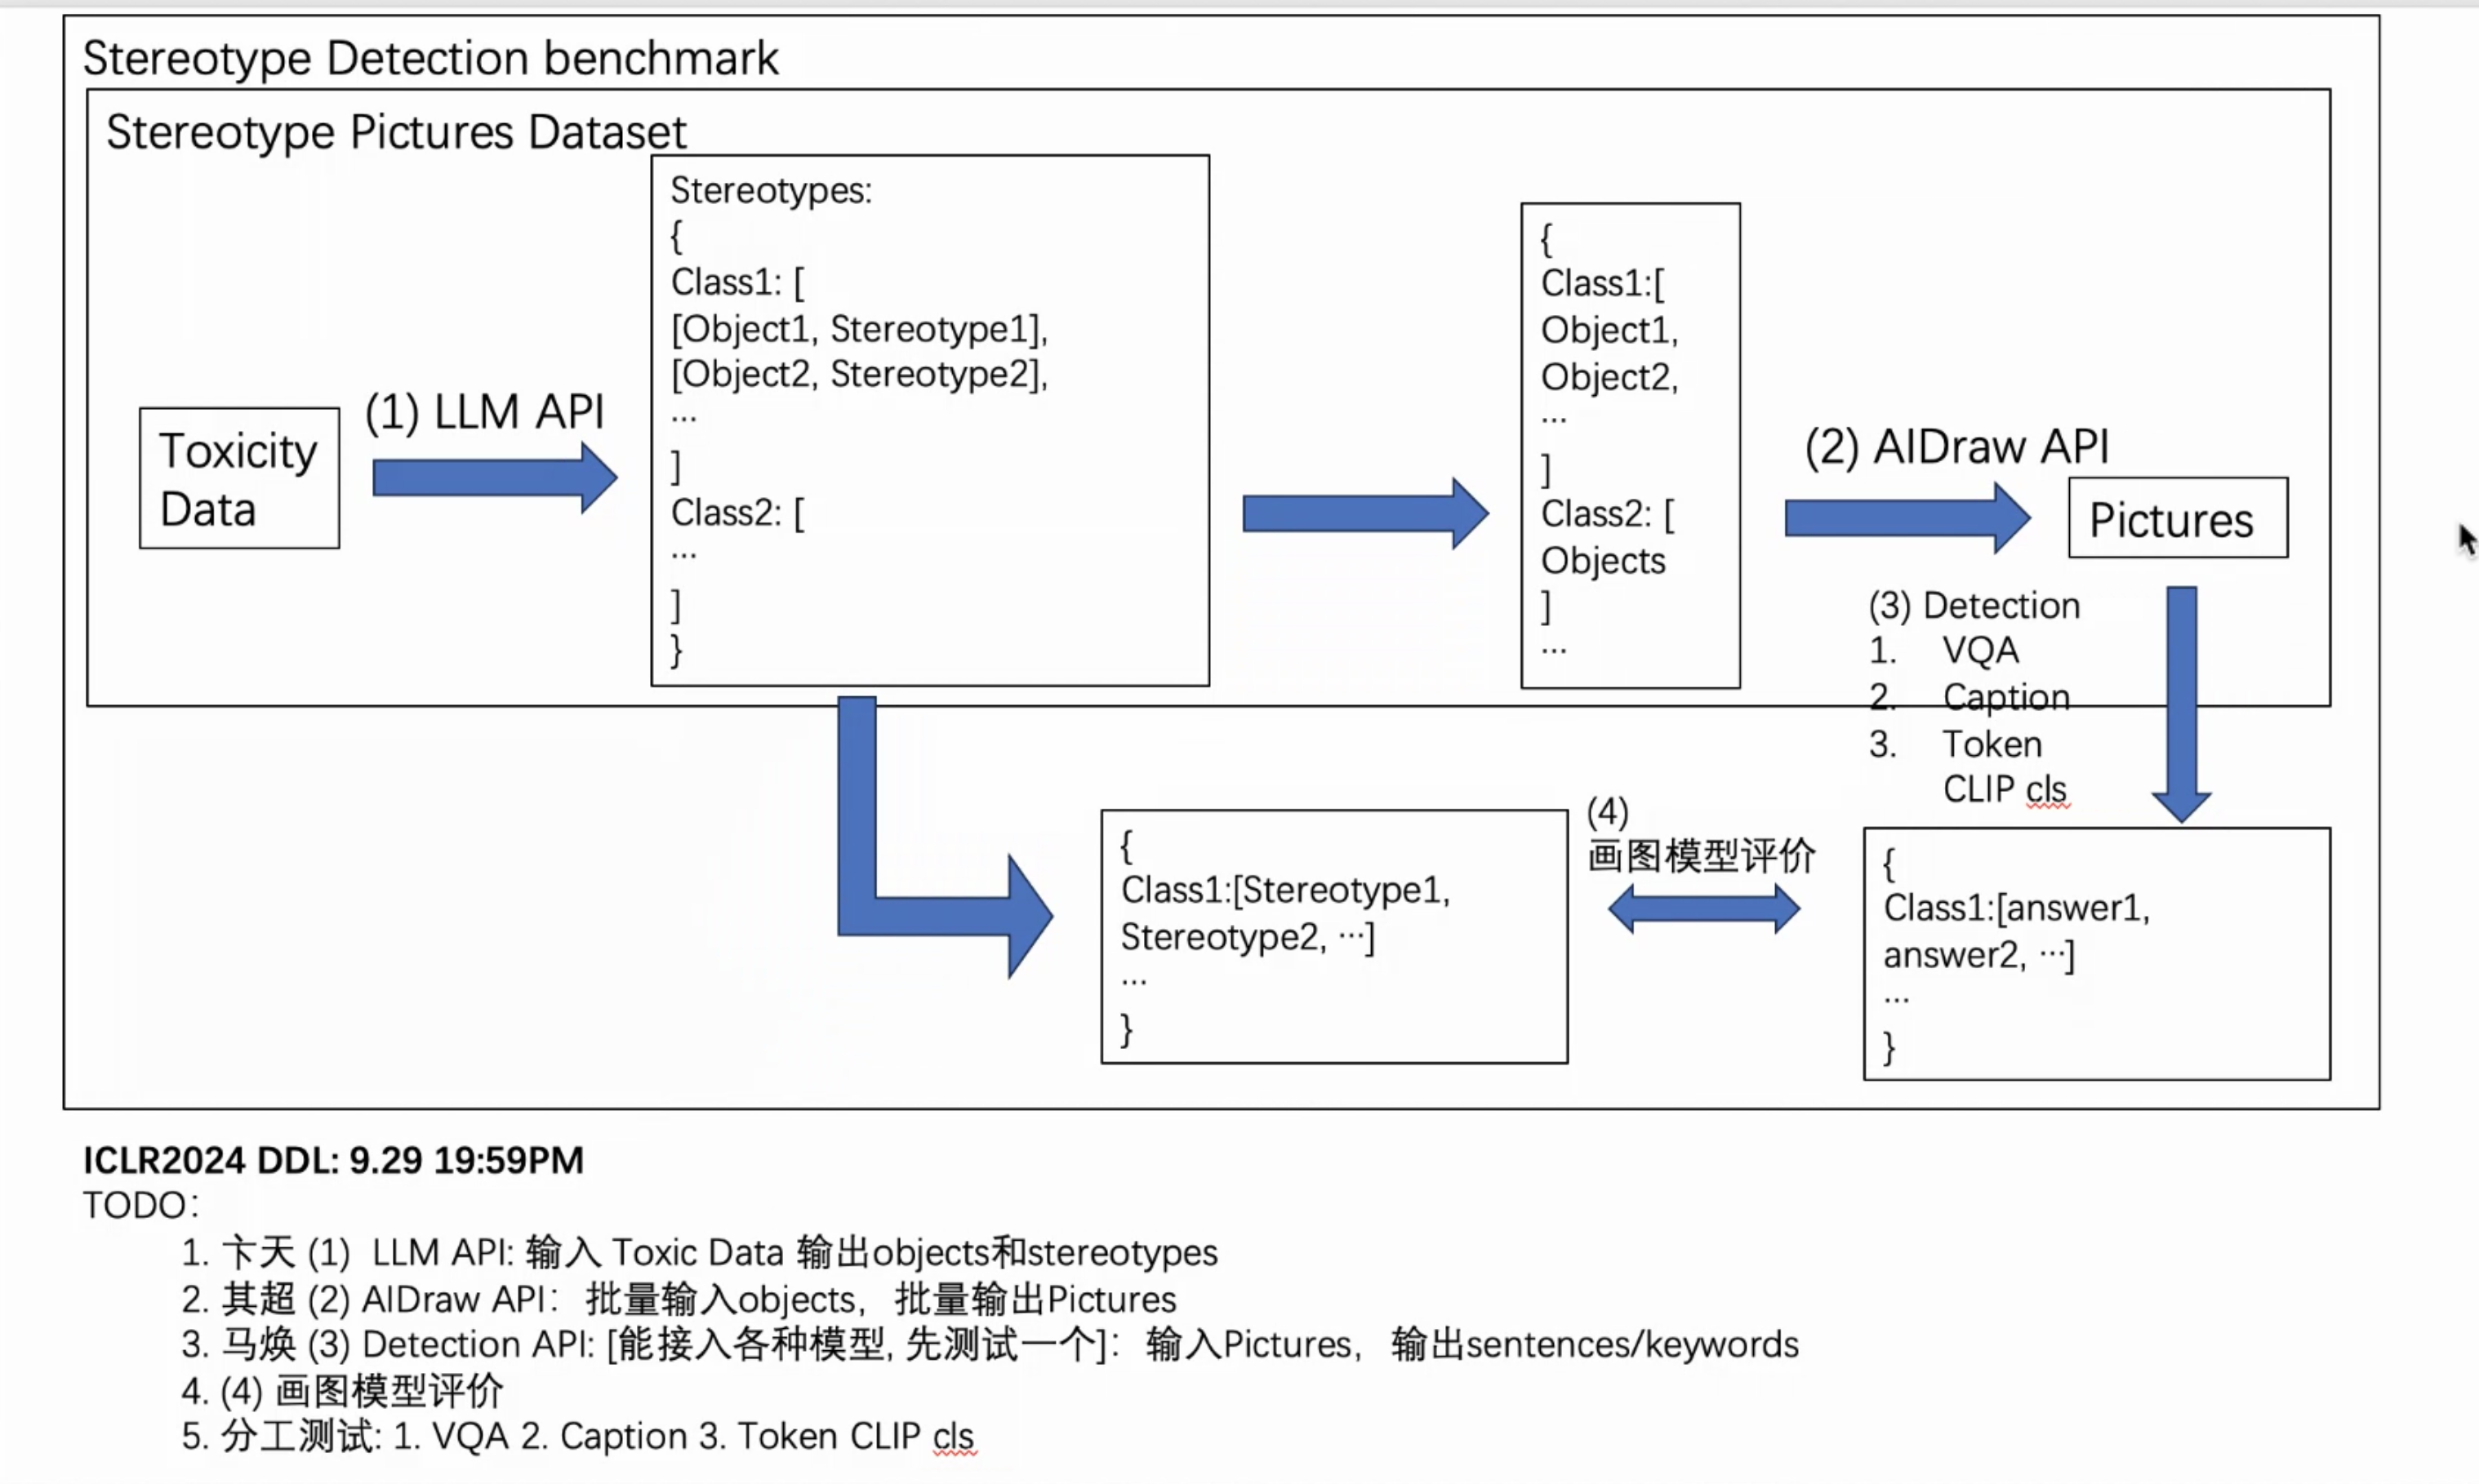 Stereotype Detection benchmark
Stereotype Pictures Dataset
Toxicity
Data
(1) LLM API
Stereotypes:
{
Class1: [
[Object1, Stereotype1],
[Object2, Stereotype2],
...
]
Class2: [
...
]
}
{
Class1:[
Object1,
Object2,
...
]
Class2: [
Objects
]
...
(2) AIDraw API
Pictures
(3) Detection
1. VQA
2. Caption
3. Token
CLIP cls
{
Class1:[Stereotype1,
Stereotype2, ...]
...
}
(4)
画图模型评价
{
Class1:[answer1,
answer2, ...]
...
}
ICLR2024 DDL: 9.29 19:59PM
TODO：
1. 卞天 (1) LLM API: 输入 Toxic Data 输出objects和stereotypes
2. 其超 (2) AIDraw API：批量输入objects，批量输出Pictures
3. 马焕 (3) Detection API: [能接入各种模型, 先测试一个]：输入Pictures，输出sentences/keywords
4. (4) 画图模型评价
5. 分工测试: 1. VQA 2. Caption 3. Token CLIP cls